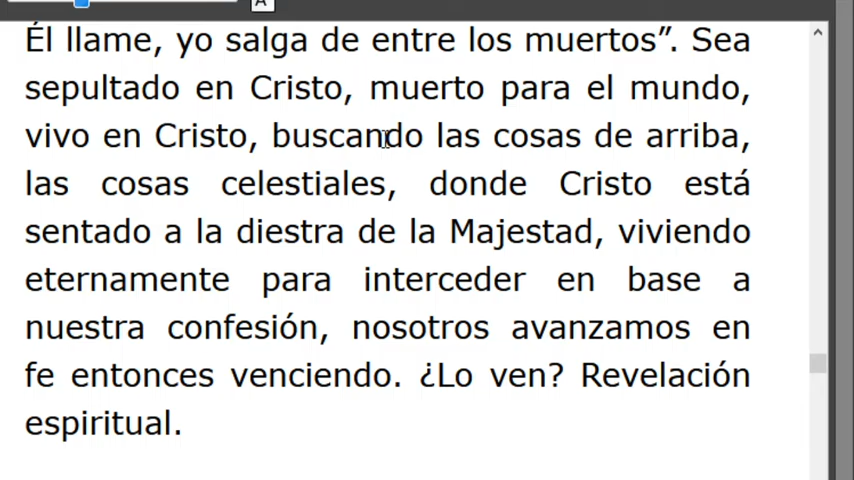 A
Él llame, yo salga de entre los muertos”. Sea
sepultado en Cristo, muerto para el mundo,
vivo en Cristo, buscando las cosas de arriba,
las cosas celestiales, donde Cristo está
sentado a la diestra de la Majestad, viviendo
eternamente para interceder en base a
nuestra confesión, nosotros avanzamos en
fe entonces venciendo. ¿Lo ven? Revelación
espiritual.